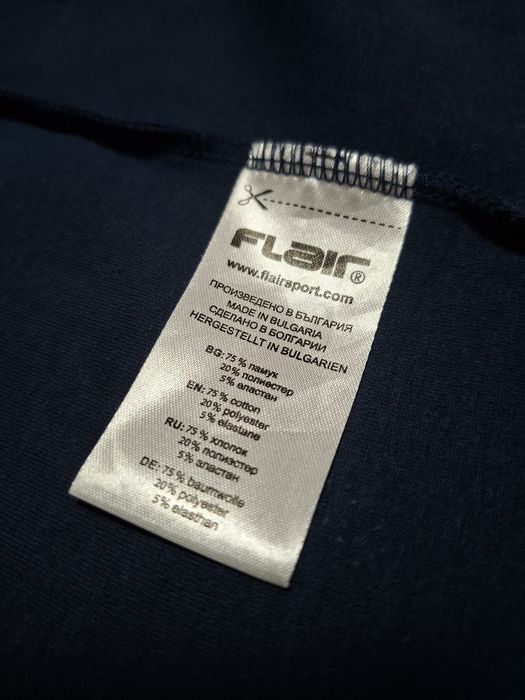 FLair®
www.flairsport.com
ПРОИЗВЕДЕНО В БЪЛГАРИЯ
MADE IN BULGARIA
СДЕЛАНО В БОЛГАРИИ
HERGESTELLT IN BULGARIEN
BG: 75 % памук
20% полиестер
5% еластан
EN: 75 % cotton
20% polyester
5% elastane
RU: 75 % хлопок
20% полиэстер
5% эластан
DE: 75 % baumwolle
20% polyester
5% elasthan